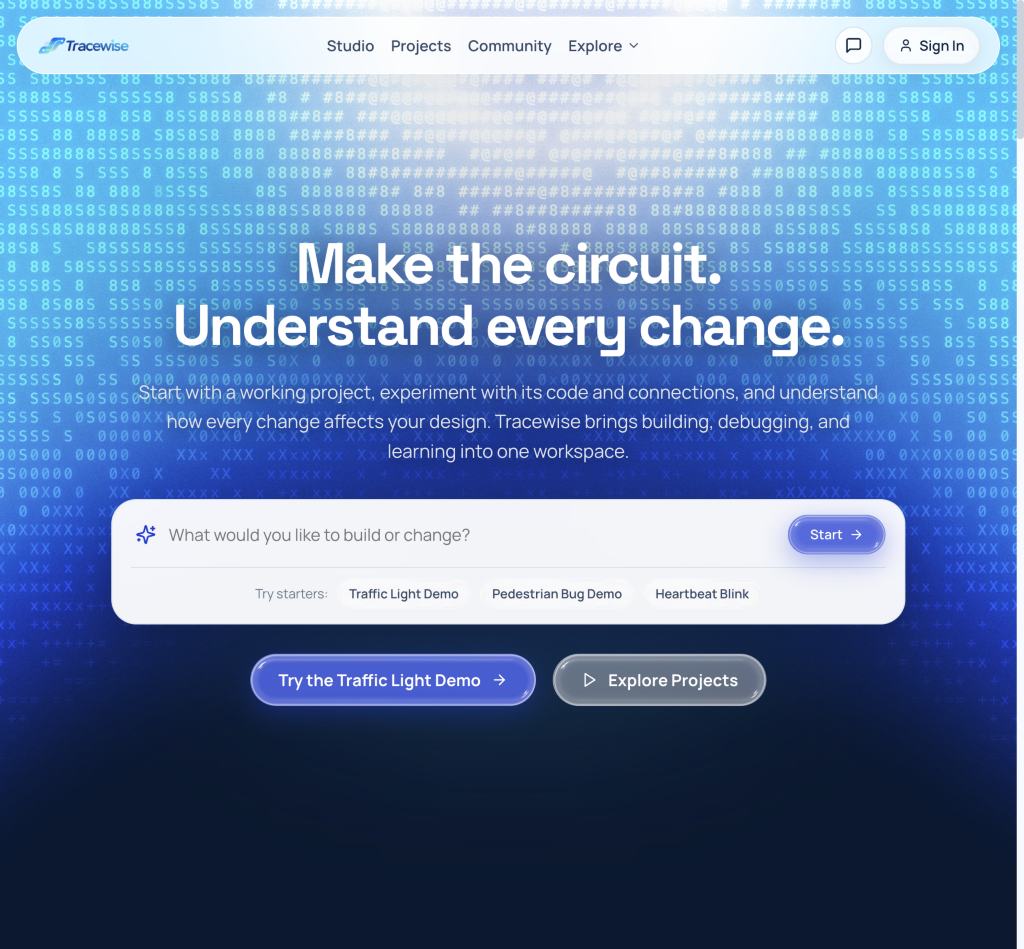 Tracewise
Studio Projects Community Explore
Sign In
Make the circuit.
Understand every change.
Start with a working project, experiment with its code and connections, and understand
how every change affects your design. Tracewise brings building, debugging, and
learning into one workspace.
What would you like to build or change?
Start
Try starters: Traffic Light Demo Pedestrian Bug Demo Heartbeat Blink
Try the Traffic Light Demo
Explore Projects